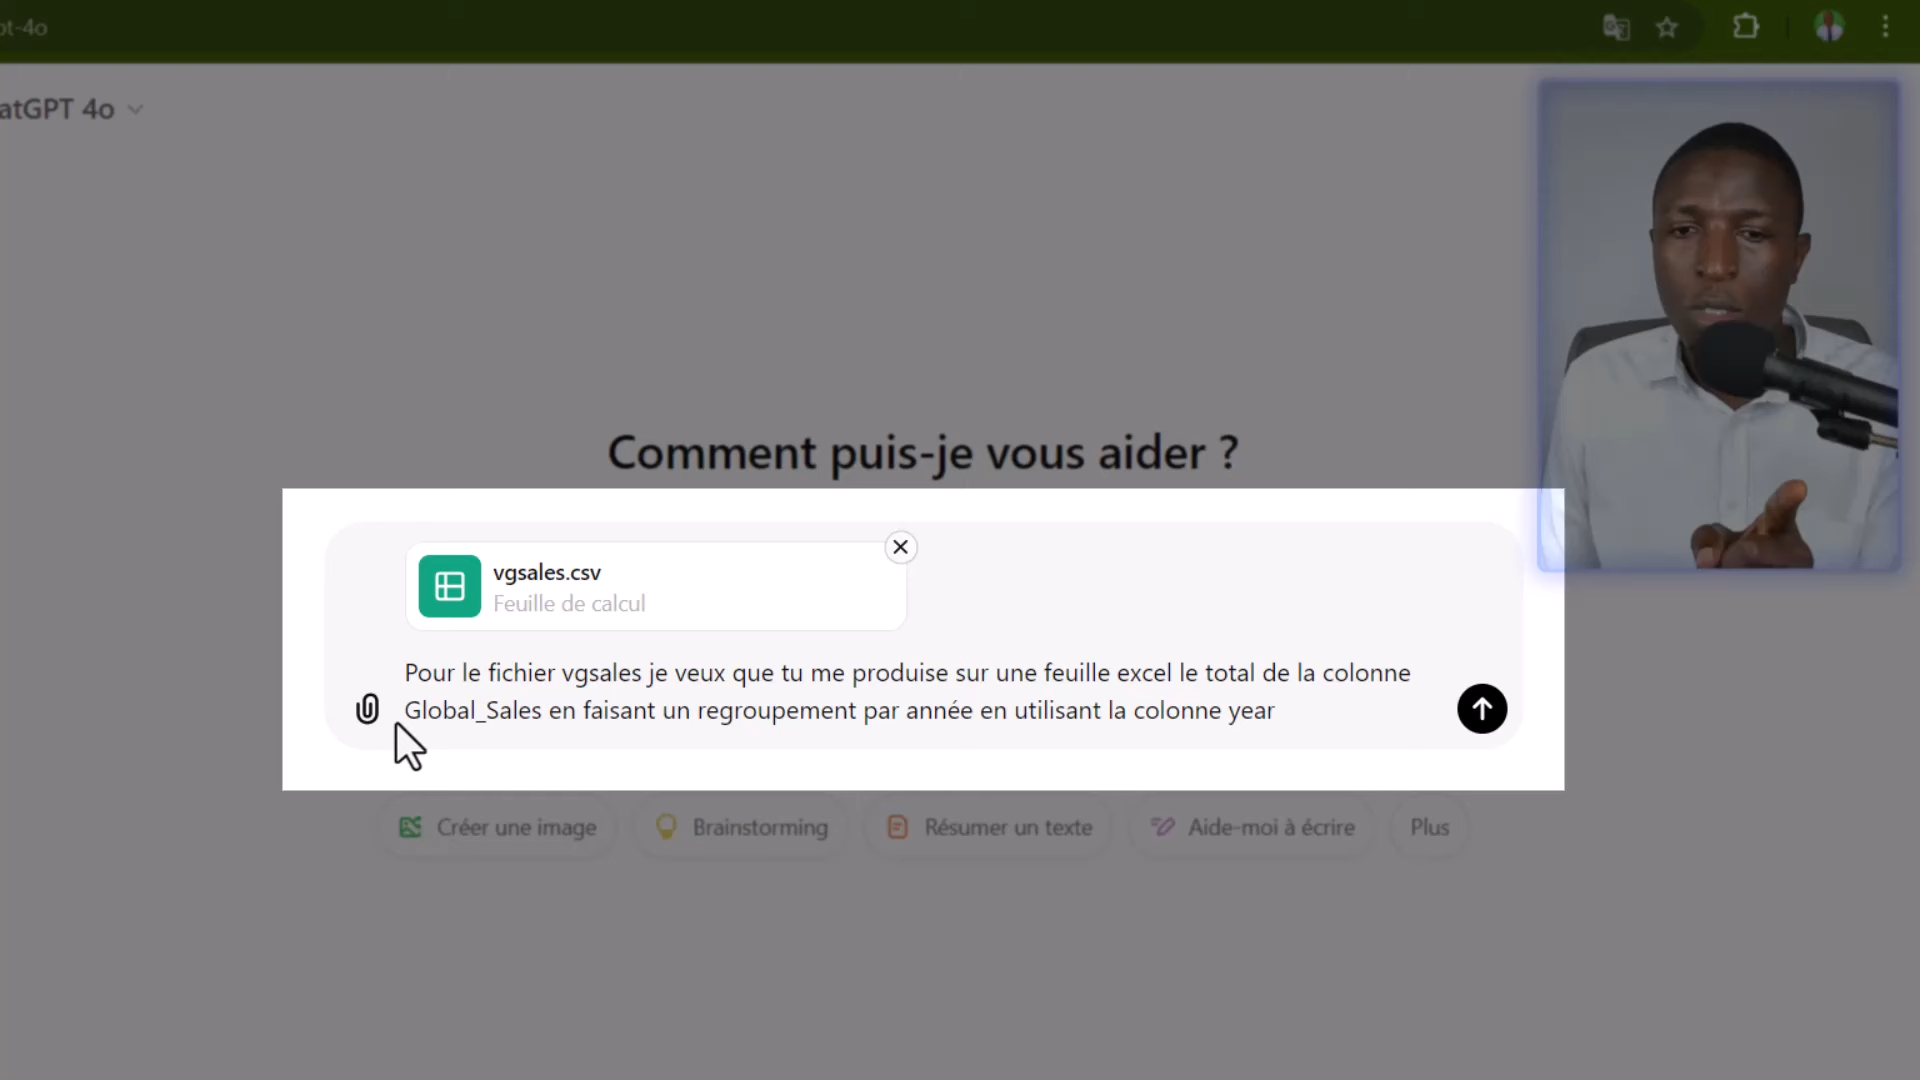 pt-4o
atGPT 4o
Comment puis-je vous aider ?
vgsales.csv
Feuille de calcul
Pour le fichier vgsales je veux que tu me produise sur une feuille excel le total de la colonne
Global_Sales en faisant un regroupement par année en utilisant la colonne year
Créer une image
Brainstorming
Résumer un texte
Aide-moi à écrire
Plus